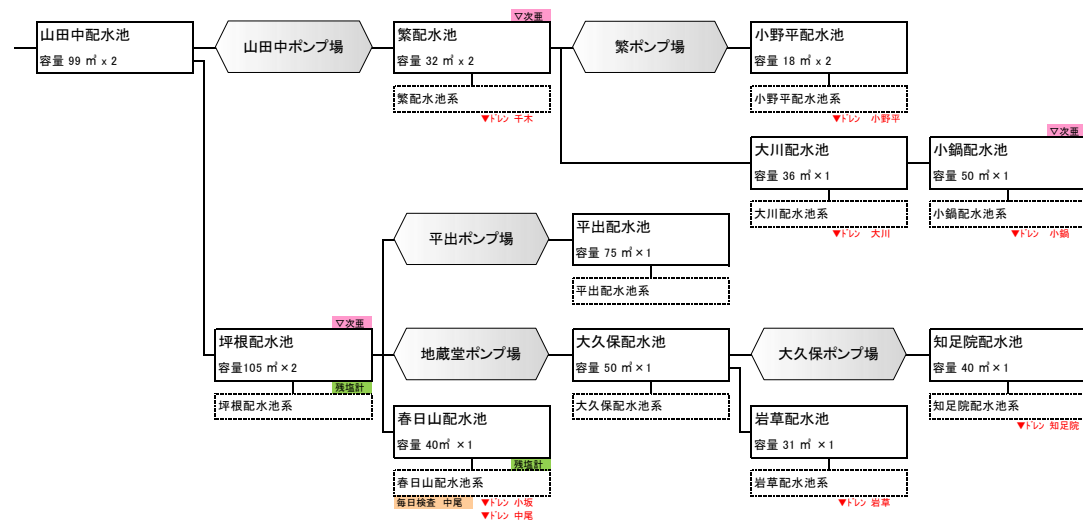 ▽次亜
山田中配水池
容量 99 ㎥ x 2
山田中ポンプ場
繁配水池
容量 32 ㎥ x 2
繁ポンプ場
小野平配水池
容量 18 ㎥ x 2
繁配水池系
小野平配水池系
▼ドレン 千木
▼ドレン 小野平
▽次亜
大川配水池
容量 36 ㎥ × 1
小鍋配水池
容量 50 ㎥ × 1
大川配水池系
小鍋配水池系
▼ドレン 大川
▼ドレン 小鍋
平出ポンプ場
平出配水池
容量 75 ㎥ × 1
平出配水池系
▽次亜
坪根配水池
容量105 ㎥ × 2
地蔵堂ポンプ場
大久保配水池
容量 50 ㎥ × 1
大久保ポンプ場
知足院配水池
容量 40 ㎥ × 1
残塩計
坪根配水池系
大久保配水池系
知足院配水池系
▼ドレン 知足院
春日山配水池
容量 40㎥ × 1
岩草配水池
容量 31 ㎥ × 1
残塩計
春日山配水池系
岩草配水池系
毎日検査 中尾
▼ドレン 小坂
▼ドレン 岩草
▼ドレン 中尾